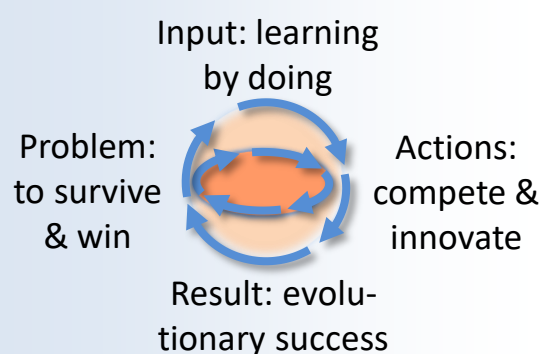 Input: learning
by doing
Problem:
to survive
& win
Actions:
compete &
innovate
Result: evolu-
tionary success